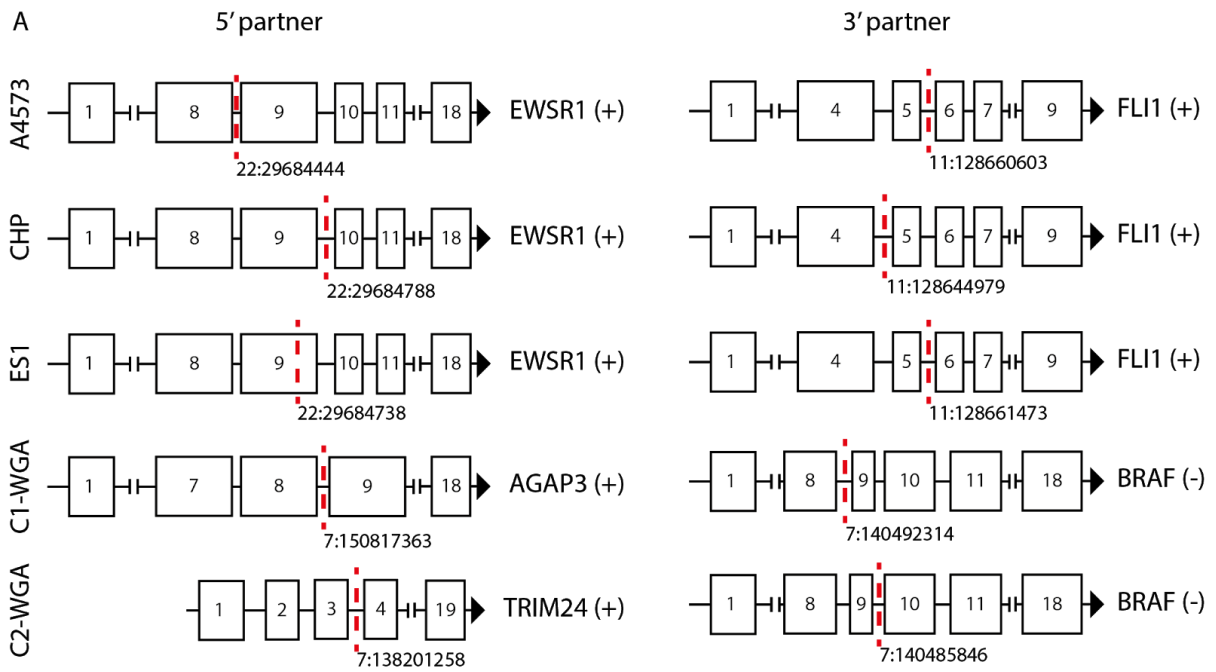 A 5′ partner 3′ partner
A4573 1 8 9 10 11 18 EWSR1 (+) 1 4 5 6 7 9 FLI1 (+)
22:29684444 11:128660603
CHP 1 8 9 10 11 18 EWSR1 (+) 1 4 5 6 7 9 FLI1 (+)
22:29684788 11:128644979
ES1 1 8 9 10 11 18 EWSR1 (+) 1 4 5 6 7 9 FLI1 (+)
22:29684738 11:128661473
C1-WGA 1 7 8 9 18 AGAP3 (+) 1 8 9 10 11 18 BRAF (-)
7:150817363 7:140492314
C2-WGA 1 2 3 4 19 TRIM24 (+) 1 8 9 10 11 18 BRAF (-)
7:138201258 7:140485846